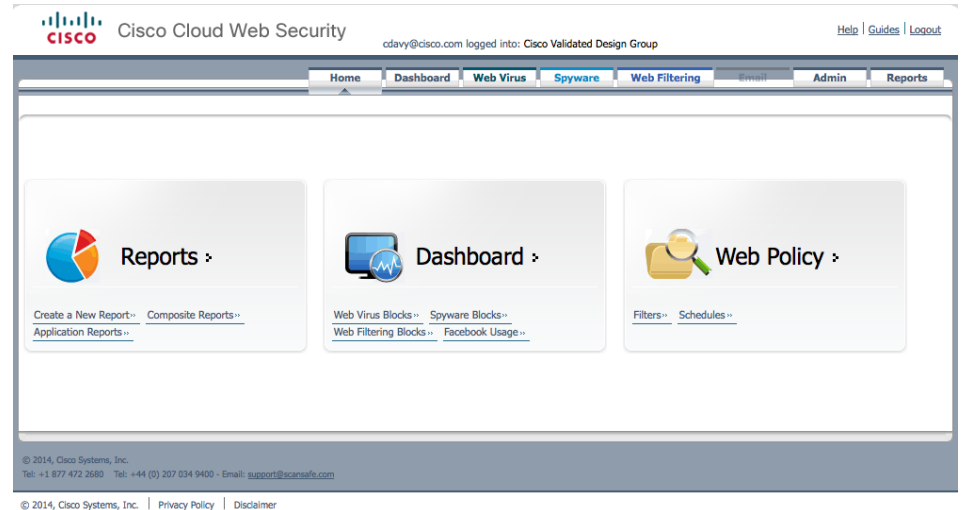 CISCO Cisco Cloud Web Security
cdavy@cisco.com logged into: Cisco Validated Design Group
Help | Guides | Logout
Home Dashboard Web Virus Spyware Web Filtering Email Admin Reports
Reports ›
Create a New Report›› Composite Reports››
Application Reports››
Dashboard ›
Web Virus Blocks›› Spyware Blocks››
Web Filtering Blocks›› Facebook Usage››
Web Policy ›
Filters›› Schedules››
© 2014, Cisco Systems, Inc.
Tel: +1 877 472 2680 Tel: +44 (0) 207 034 9400 - Email: support@scansafe.com
© 2014, Cisco Systems, Inc. | Privacy Policy | Disclaimer